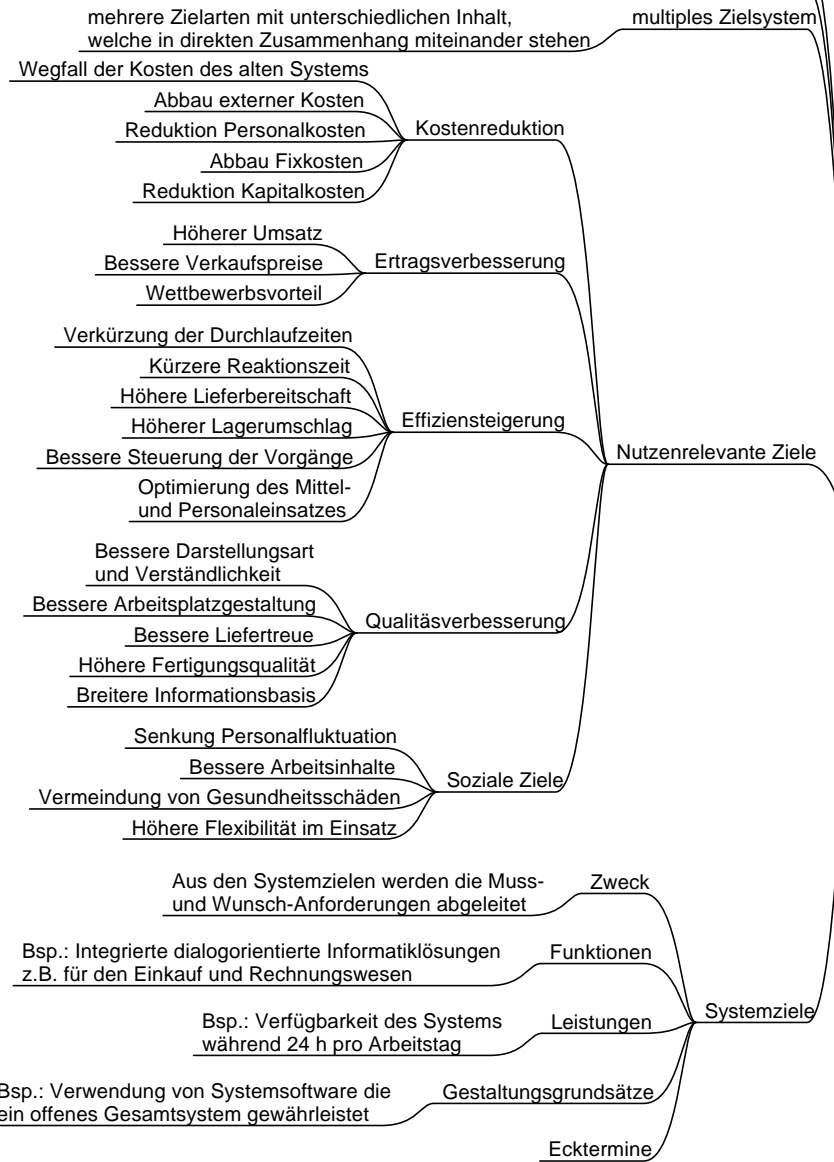 mehrere Zielarten mit unterschiedlichen Inhalt,
welche in direkten Zusammenhang miteinander stehen
multiples Zielsystem
Wegfall der Kosten des alten Systems
Abbau externer Kosten
Reduktion Personalkosten
Abbau Fixkosten
Reduktion Kapitalkosten
Kostenreduktion
Höherer Umsatz
Bessere Verkaufspreise
Wettbewerbsvorteil
Ertragsverbesserung
Verkürzung der Durchlaufzeiten
Kürzere Reaktionszeit
Höhere Lieferbereitschaft
Höherer Lagerumschlag
Bessere Steuerung der Vorgänge
Optimierung des Mittel-
und Personaleinsatzes
Effiziensteigerung
Bessere Darstellungsart
und Verständlichkeit
Bessere Arbeitsplatzgestaltung
Bessere Liefertreue
Höhere Fertigungsqualität
Breitere Informationsbasis
Qualitäsverbesserung
Senkung Personalfluktuation
Bessere Arbeitsinhalte
Vermeindung von Gesundheitsschäden
Höhere Flexibilität im Einsatz
Soziale Ziele
Nutzenrelevante Ziele
Aus den Systemzielen werden die Muss-
und Wunsch-Anforderungen abgeleitet
Zweck
Bsp.: Integrierte dialogorientierte Informatiklösungen
z.B. für den Einkauf und Rechnungswesen
Funktionen
Bsp.: Verfügbarkeit des Systems
während 24 h pro Arbeitstag
Leistungen
Bsp.: Verwendung von Systemsoftware die
ein offenes Gesamtsystem gewährleistet
Gestaltungsgrundsätze
Ecktermine
Systemziele